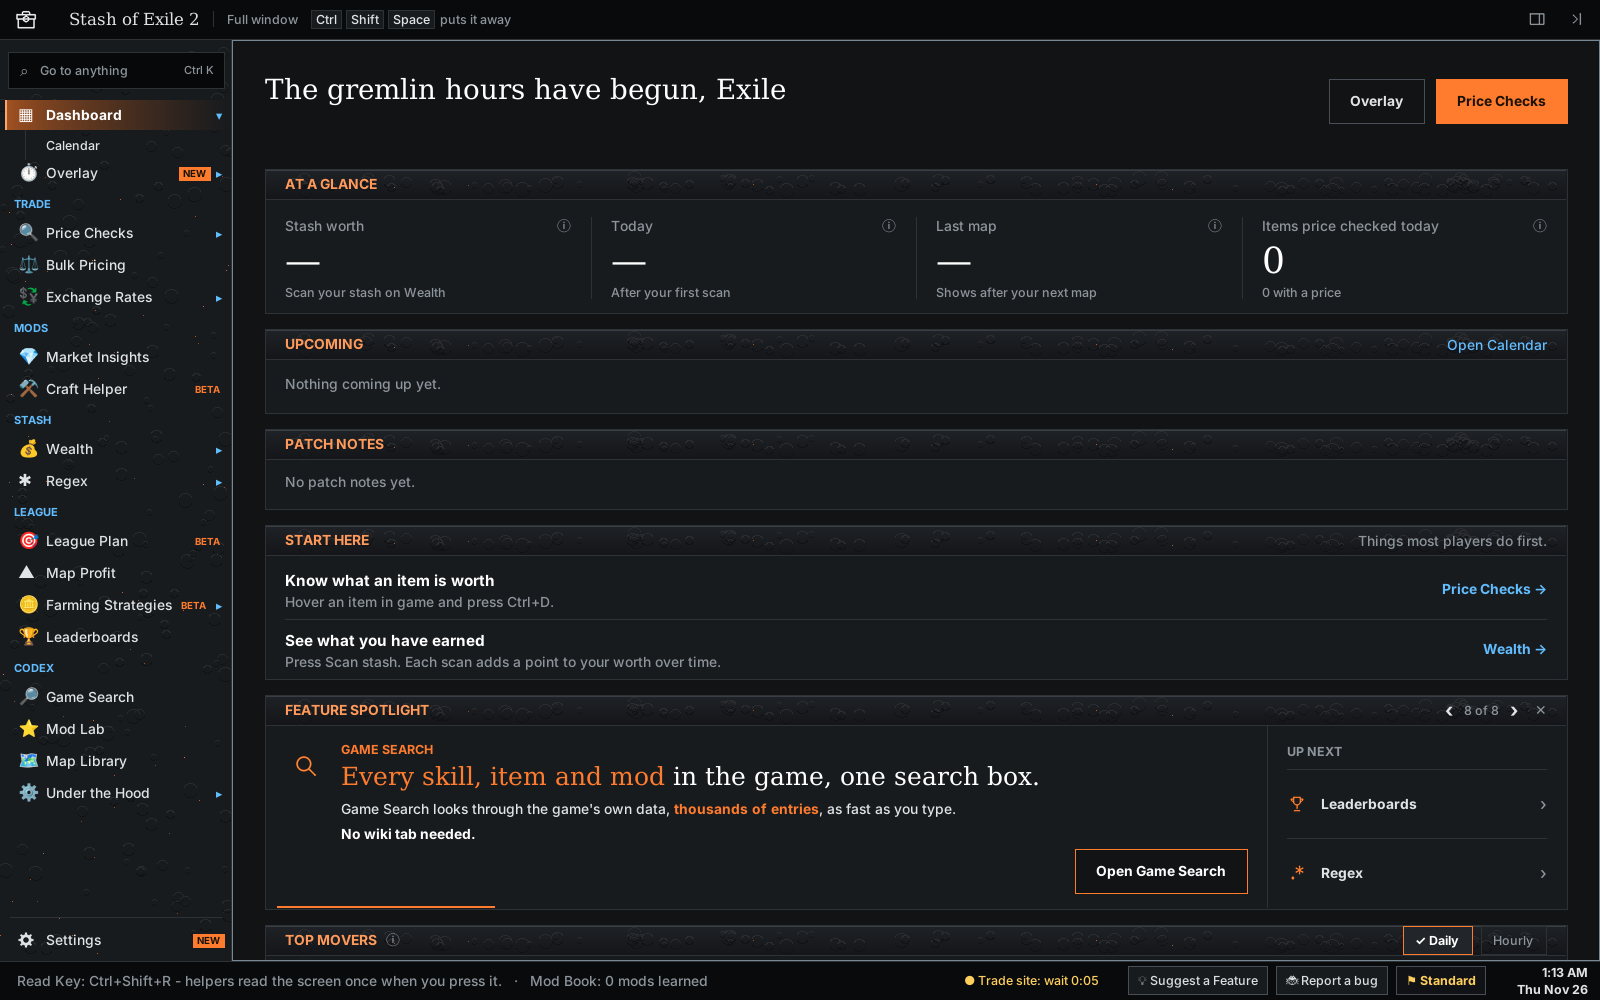 Stash of Exile 2
Full window Ctrl Shift Space puts it away
Go to anything Ctrl K
Dashboard
Calendar
Overlay NEW
TRADE
Price Checks
Bulk Pricing
Exchange Rates
MODS
Market Insights
Craft Helper BETA
STASH
Wealth
Regex
LEAGUE
League Plan BETA
Map Profit
Farming Strategies BETA
Leaderboards
CODEX
Game Search
Mod Lab
Map Library
Under the Hood
Settings NEW
The gremlin hours have begun, Exile
Overlay
Price Checks
AT A GLANCE
Stash worth
—
Scan your stash on Wealth
Today
—
After your first scan
Last map
—
Shows after your next map
Items price checked today
0
0 with a price
UPCOMING
Open Calendar
Nothing coming up yet.
PATCH NOTES
No patch notes yet.
START HERE
Things most players do first.
Know what an item is worth
Hover an item in game and press Ctrl+D.
Price Checks →
See what you have earned
Press Scan stash. Each scan adds a point to your worth over time.
Wealth →
FEATURE SPOTLIGHT
8 of 8
GAME SEARCH
Every skill, item and mod in the game, one search box.
Game Search looks through the game's own data, thousands of entries, as fast as you type.
No wiki tab needed.
Open Game Search
UP NEXT
Leaderboards
Regex
TOP MOVERS
✓ Daily
Hourly
Read Key: Ctrl+Shift+R - helpers read the screen once when you press it. · Mod Book: 0 mods learned
Trade site: wait 0:05
Suggest a Feature
Report a bug
Standard
1:13 AM
Thu Nov 26